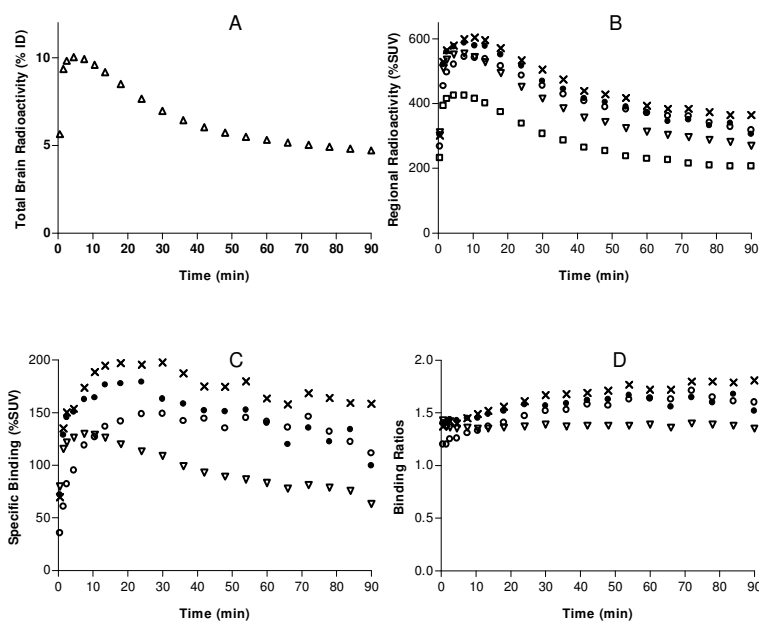 A
Total Brain Radioactivity (% ID)
10
5
0
0 10 20 30 40 50 60 70 80 90
Time (min)
B
Regional Radioactivity (%SUV)
600
400
200
0
0 10 20 30 40 50 60 70 80 90
Time (min)
C
Specific Binding (%SUV)
200
150
100
50
0
0 10 20 30 40 50 60 70 80 90
Time (min)
D
Binding Ratios
2.0
1.5
1.0
0.5
0.0
0 10 20 30 40 50 60 70 80 90
Time (min)